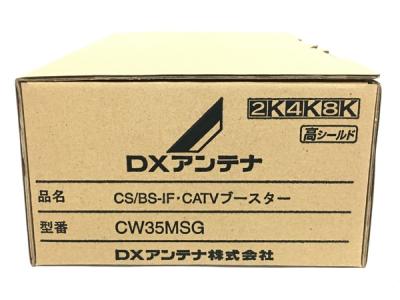 2K4K8K
高シールド
DXアンテナ
品名 CS/BS-IF・CATVブースター
型番 CW35MSG
DXアンテナ株式会社